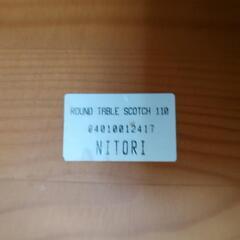 ROUND TABLE SCOTCH 110
04010012417
NITORI